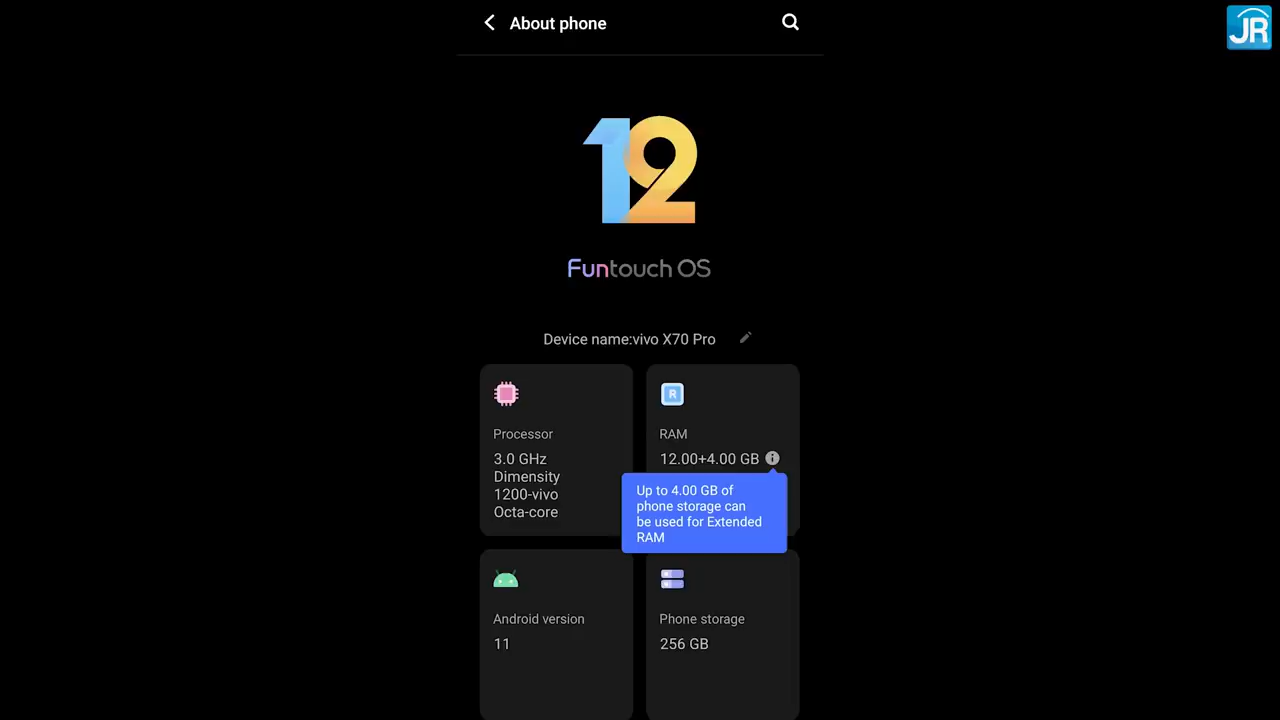 About phone
JR
12
Funtouch OS
Device name:vivo X70 Pro
Processor
3.0 GHz
Dimensity
1200-vivo
Octa-core
R
RAM
12.00+4.00 GB
Up to 4.00 GB of
phone storage can
be used for Extended
RAM
Android version
11
Phone storage
256 GB